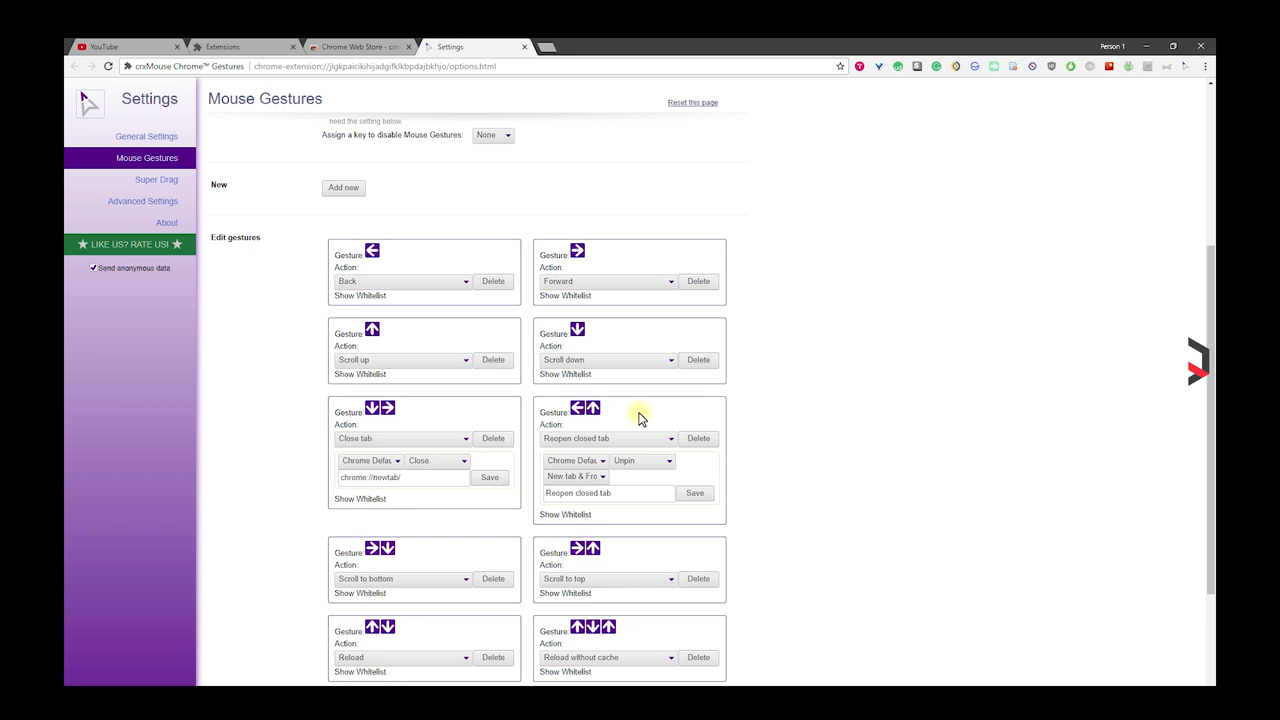 YouTube
Extensions
Chrome Web Store - crx
Settings
Person 1
crxMouse Chrome™ Gestures
chrome-extension://jlgkpaicikihijadgifklkbpdajbkhjo/options.html
Settings
General Settings
Mouse Gestures
Super Drag
Advanced Settings
About
LIKE US? RATE US!
Send anonymous data
Mouse Gestures
Reset this page
need the setting below.
Assign a key to disable Mouse Gestures: None
New
Add new
Edit gestures
Gesture:
Action:
Back Delete
Show Whitelist
Gesture:
Action:
Forward Delete
Show Whitelist
Gesture:
Action:
Scroll up Delete
Show Whitelist
Gesture:
Action:
Scroll down Delete
Show Whitelist
Gesture:
Action:
Close tab Delete
Chrome Defau Close
chrome://newtab/ Save
Show Whitelist
Gesture:
Action:
Reopen closed tab Delete
Chrome Defau Unpin
New tab & Fro
Reopen closed tab Save
Show Whitelist
Gesture:
Action:
Scroll to bottom Delete
Show Whitelist
Gesture:
Action:
Scroll to top Delete
Show Whitelist
Gesture:
Action:
Reload Delete
Show Whitelist
Gesture:
Action:
Reload without cache Delete
Show Whitelist